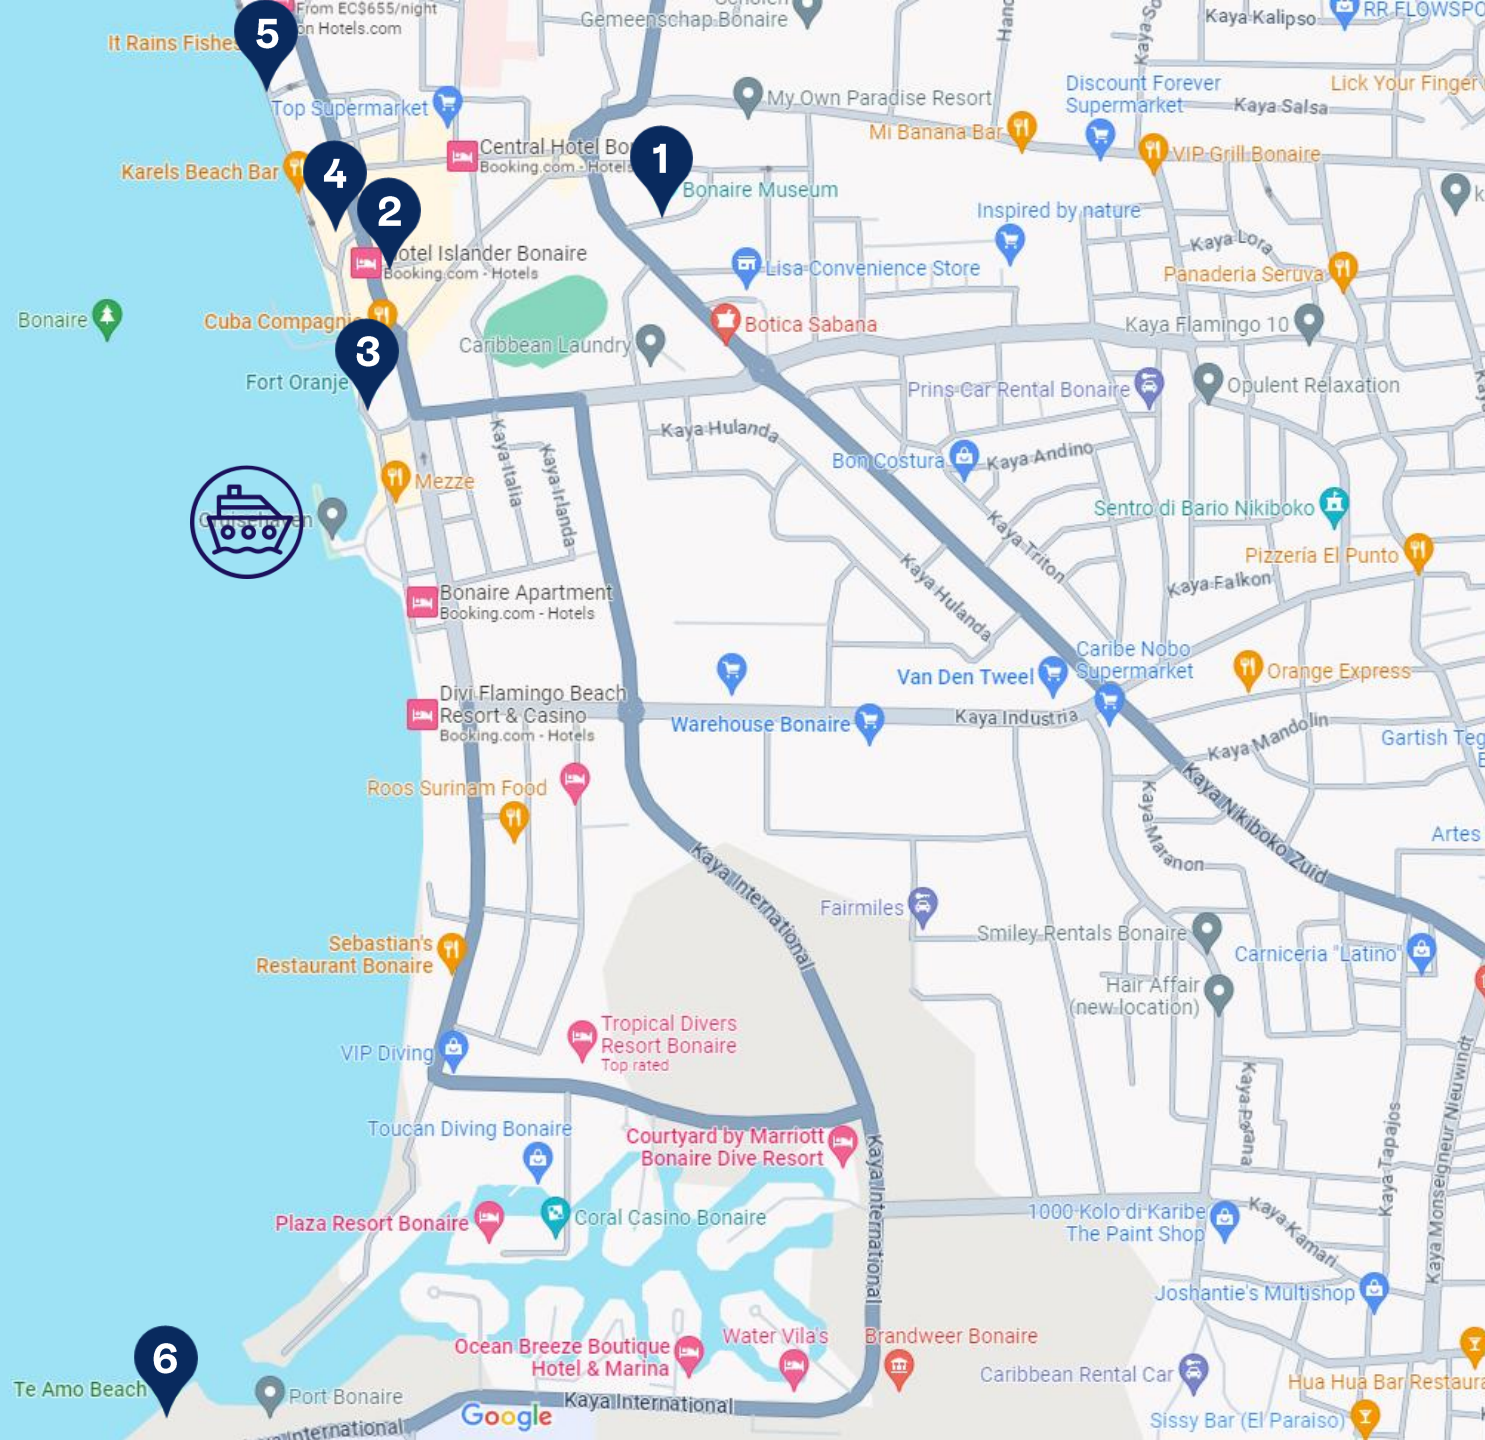 From EC$655/night
on Hotels.com
It Rains Fishes
5
Gemeenschap Bonaire
Kaya Kalipso
RR FLOWSPO
Top Supermarket
My Own Paradise Resort
Discount Forever
Supermarket
Kaya Salsa
Lick Your Finger
Mi Banana Bar
VIP Grill Bonaire
Central Hotel Bo
Booking.com - Hotels
1
Karels Beach Bar
4
2
Bonaire Museum
Inspired by nature
Kaya Lora
Hotel Islander Bonaire
Booking.com - Hotels
Lisa Convenience Store
Panaderia Seruva
Bonaire
Cuba Compagnie
3
Caribbean Laundry
Botica Sabana
Kaya Flamingo 10
Fort Oranje
Prins Car Rental Bonaire
Opulent Relaxation
Kaya Hulanda
Kaya Italia
Kaya Irlanda
Bon Costura
Kaya Andino
Mezze
Sentro di Bario Nikiboko
Cruisehaven
Kaya Triton
Pizzería El Punto
Kaya Hulanda
Kaya Falkon
Bonaire Apartment
Booking.com - Hotels
Caribe Nobo
Supermarket
Van Den Tweel
Orange Express
Divi Flamingo Beach
Resort & Casino
Booking.com - Hotels
Warehouse Bonaire
Kaya Industria
Kaya Mandolin
Gartish Teg
Roos Surinam Food
Kaya Maranon
Kaya Nikiboko Zuid
Artes
Kaya International
Fairmiles
Smiley Rentals Bonaire
Carniceria "Latino"
Sebastian's
Restaurant Bonaire
Hair Affair
(new location)
Tropical Divers
Resort Bonaire
Top rated
VIP Diving
Kaya Parana
Kaya Tapajos
Kaya Monseigneur Nieuwindt
Toucan Diving Bonaire
Courtyard by Marriott
Bonaire Dive Resort
Kaya International
Plaza Resort Bonaire
Coral Casino Bonaire
1000 Kolo di Karibe
The Paint Shop
Kaya Kamari
Kaya International
Joshantie's Multishop
Ocean Breeze Boutique
Hotel & Marina
Water Vila's
Brandweer Bonaire
6
Te Amo Beach
Port Bonaire
Caribbean Rental Car
Hua Hua Bar Restaura
Kaya International
Google
Sissy Bar (El Paraiso)
International